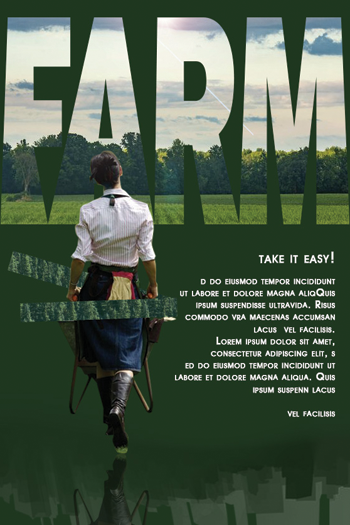 FARM
TAKE IT EASY!
D DO EIUSMOD TEMPOR INCIDIDUNT
UT LABORE ET DOLORE MAGNA ALIQQUIS
IPSUM SUSPENDISSE ULTRAVIDA. RISUS
COMMODO VRA MAECENAS ACCUMSAN
LACUS VEL FACILISIS.
LOREM IPSUM DOLOR SIT AMET,
CONSECTETUR ADIPISCING ELIT, S
ED DO EIUSMOD TEMPOR INCIDIDUNT UT
LABORE ET DOLORE MAGNA ALIQUA. QUIS
IPSUM SUSPENN LACUS
VEL FACILISIS